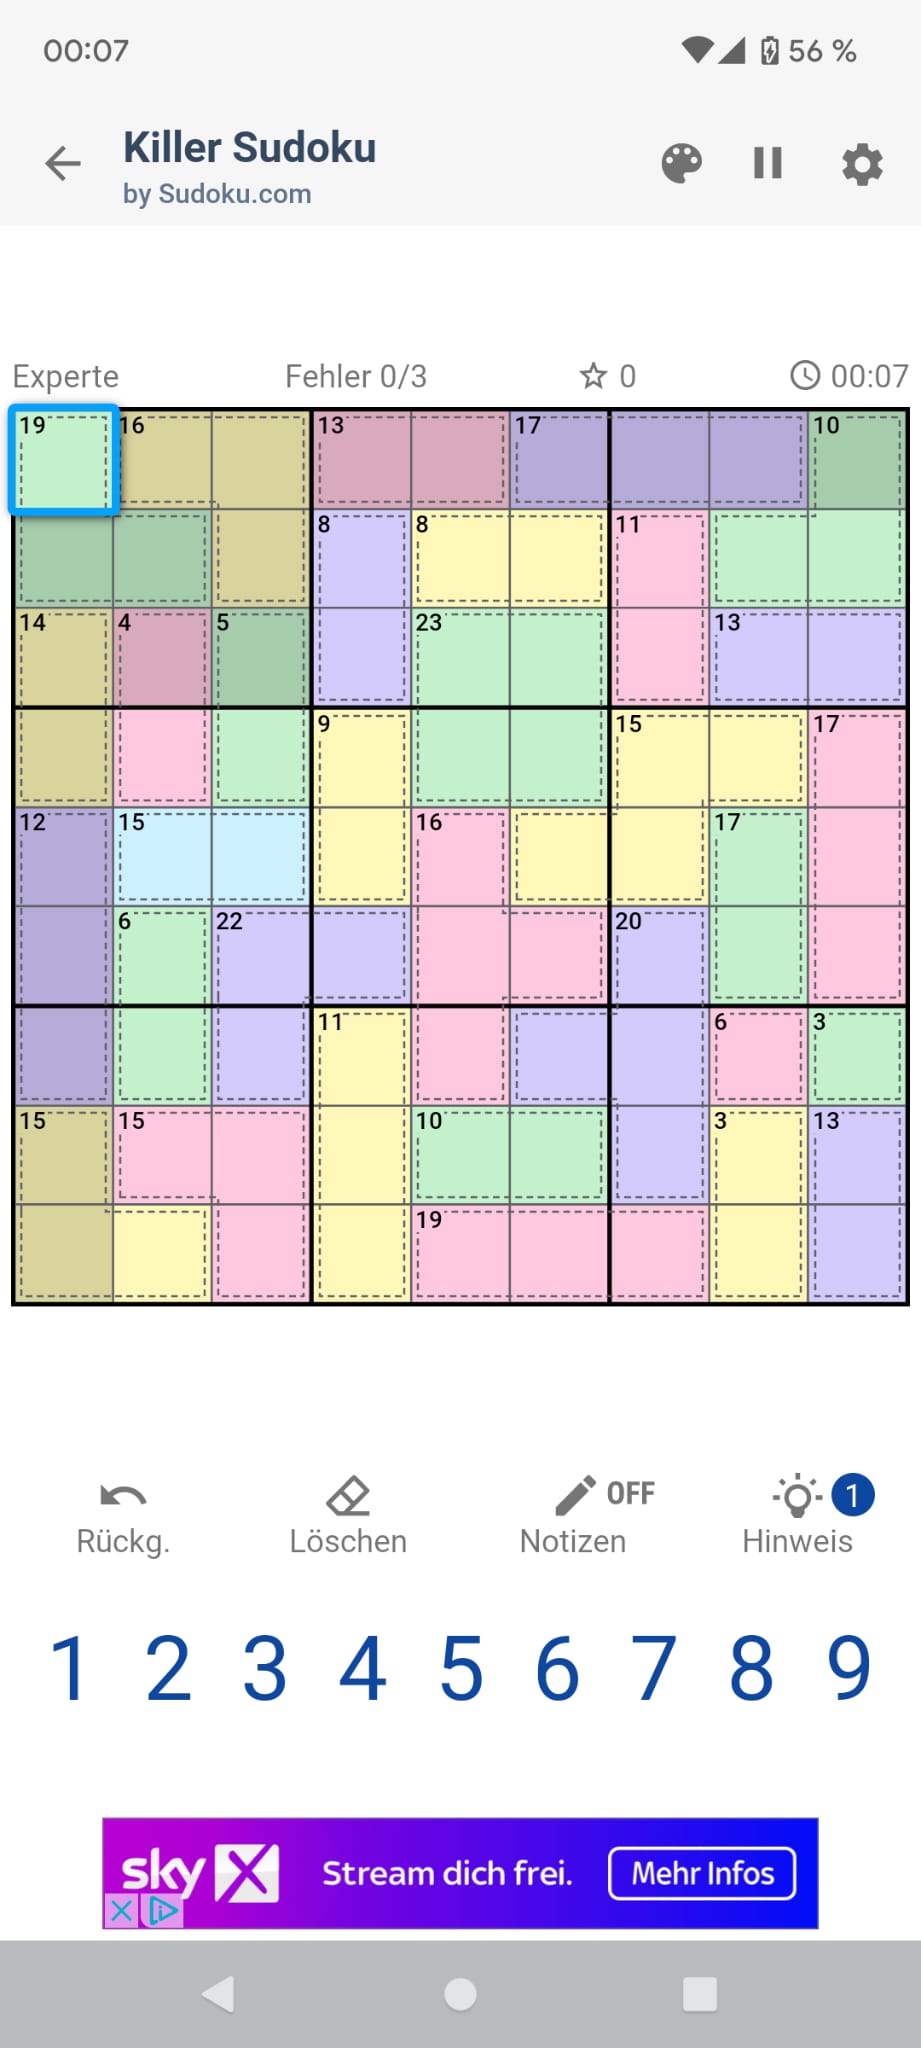 00:07 56 %
Killer Sudoku
by Sudoku.com
Experte Fehler 0/3 0 00:07
19 16 13 17 10
8 8 11
14 4 5 23 13
9 15 17
12 15 16 17
6 22 20
11 6 3
15 15 10 3 13
19
OFF 1
Rückg. Löschen Notizen Hinweis
1 2 3 4 5 6 7 8 9
sky X Stream dich frei. Mehr Infos